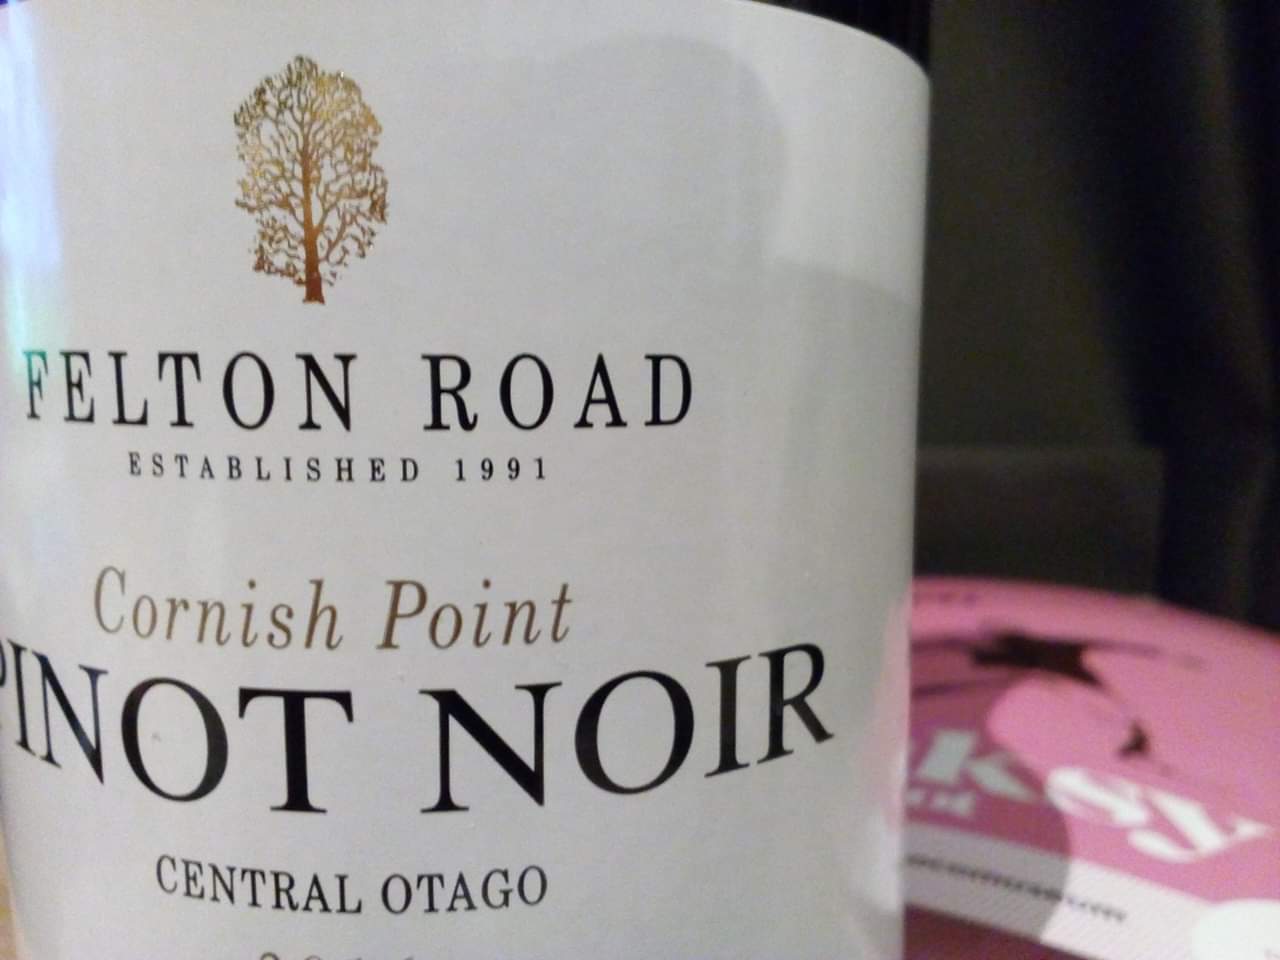 FELTON ROAD
ESTABLISHED 1991
Cornish Point
PINOT NOIR
CENTRAL OTAGO